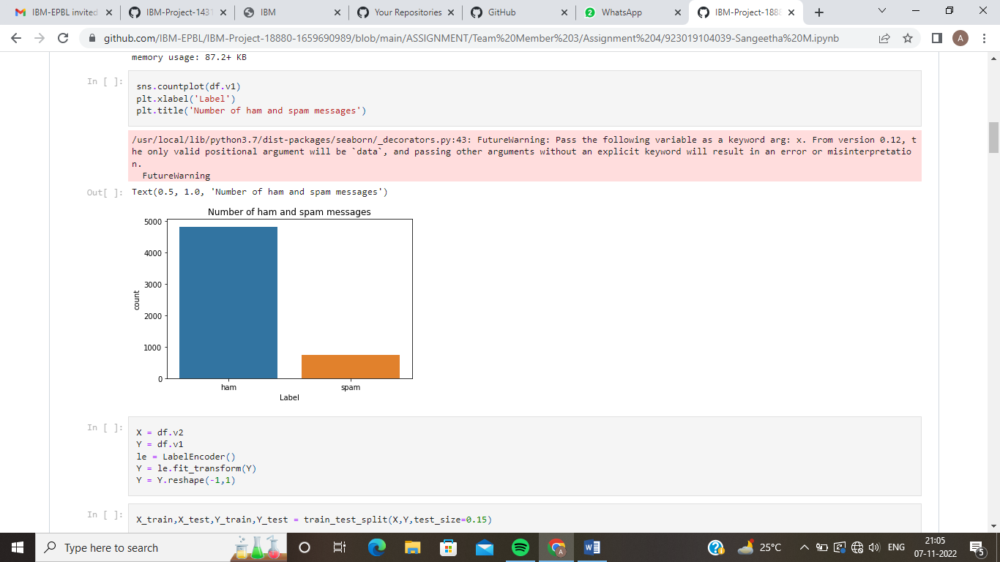 IBM-EPBL invited
IBM-Project-1431
IBM
Your Repositories
GitHub
2 WhatsApp
IBM-Project-1888
github.com/IBM-EPBL/IBM-Project-18880-1659690989/blob/main/ASSIGNMENT/Team%20Member%203/Assignment%204/923019104039-Sangeetha%20M.ipynb
A
memory usage: 87.2+ KB
In [ ]:
sns.countplot(df.v1)
plt.xlabel('Label')
plt.title('Number of ham and spam messages')
/usr/local/lib/python3.7/dist-packages/seaborn/_decorators.py:43: FutureWarning: Pass the following variable as a keyword arg: x. From version 0.12, t
he only valid positional argument will be `data`, and passing other arguments without an explicit keyword will result in an error or misinterpretatio
n.
FutureWarning
Out[ ]: Text(0.5, 1.0, 'Number of ham and spam messages')
Number of ham and spam messages
5000
4000
3000
2000
1000
0
count
ham spam
Label
In [ ]:
X = df.v2
Y = df.v1
le = LabelEncoder()
Y = le.fit_transform(Y)
Y = Y.reshape(-1,1)
In [ ]:
X_train,X_test,Y_train,Y_test = train_test_split(X,Y,test_size=0.15)
Type here to search
A
W
?
25°C
ENG
21:05
07-11-2022
5